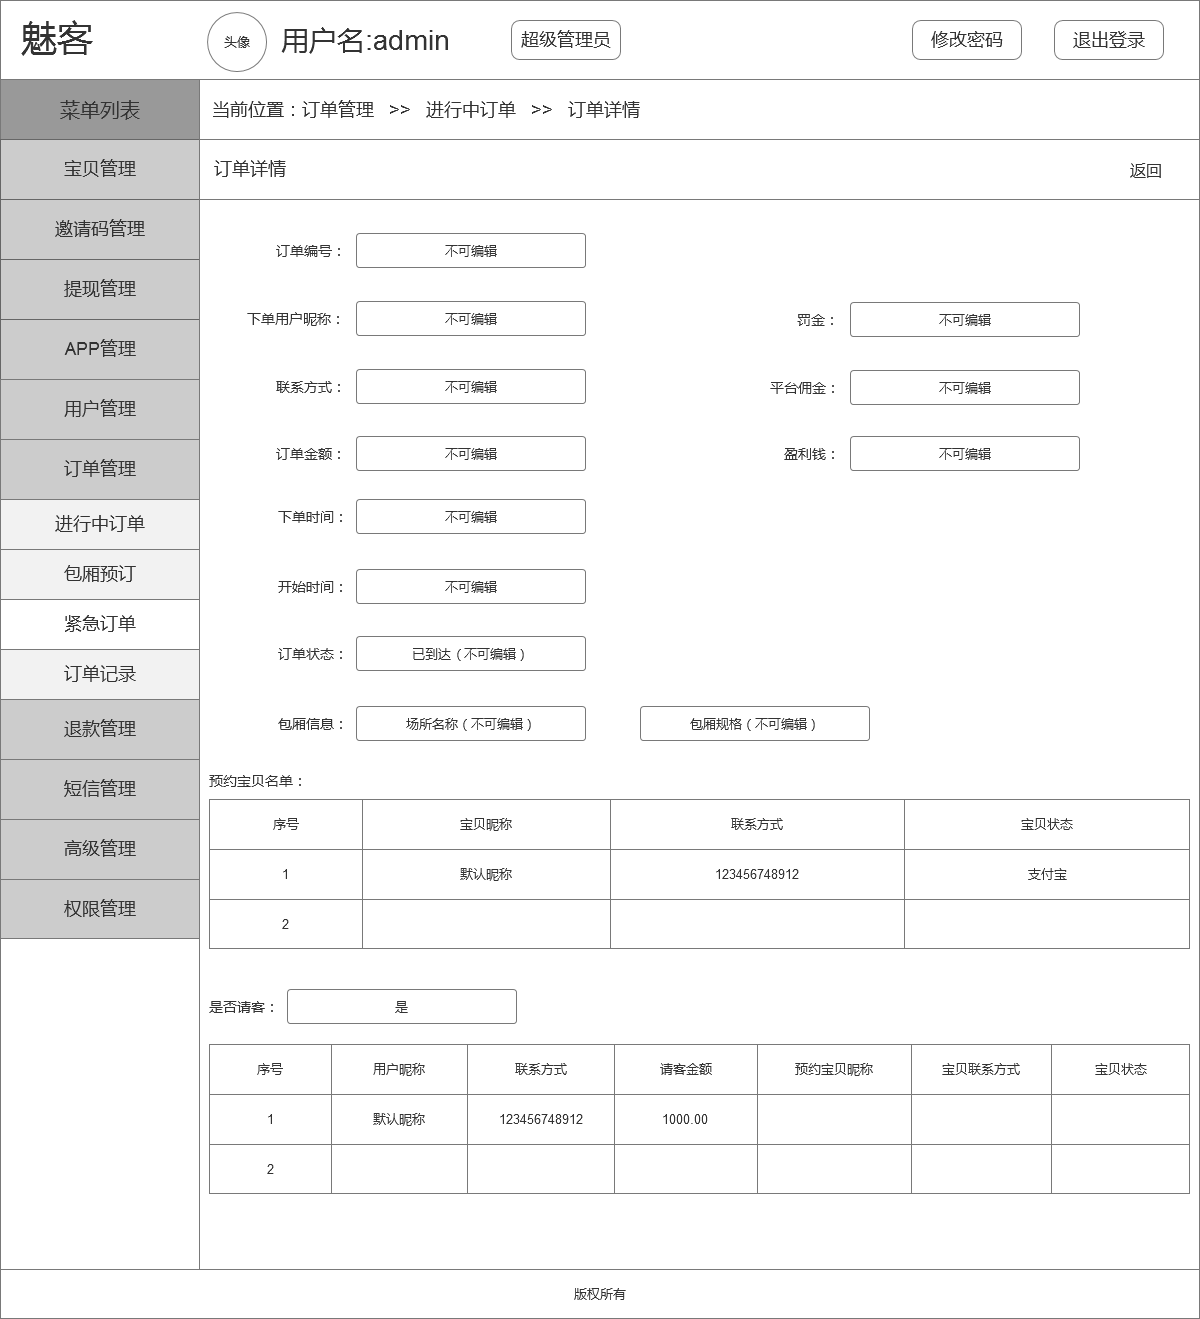 魅客
头像
用户名:admin
超级管理员
修改密码
退出登录
菜单列表
宝贝管理
邀请码管理
提现管理
APP管理
用户管理
订单管理
进行中订单
包厢预订
紧急订单
订单记录
退款管理
短信管理
高级管理
权限管理
当前位置：订单管理 >> 进行中订单 >> 订单详情
订单详情
返回
订单编号： 不可编辑
下单用户昵称： 不可编辑 罚金： 不可编辑
联系方式： 不可编辑 平台佣金： 不可编辑
订单金额： 不可编辑 盈利钱： 不可编辑
下单时间： 不可编辑
开始时间： 不可编辑
订单状态： 已到达（不可编辑）
包厢信息： 场所名称（不可编辑） 包厢规格（不可编辑）
预约宝贝名单：
序号 宝贝昵称 联系方式 宝贝状态
1 默认昵称 123456748912 支付宝
2
是否请客： 是
序号 用户昵称 联系方式 请客金额 预约宝贝昵称 宝贝联系方式 宝贝状态
1 默认昵称 123456748912 1000.00
2
版权所有